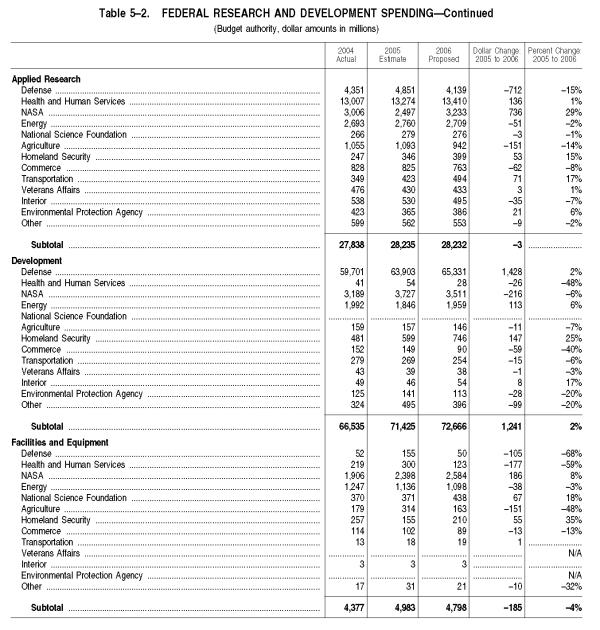 Table 5–2. FEDERAL RESEARCH AND DEVELOPMENT SPENDING—Continued
(Budget authority, dollar amounts in millions)
2004 Actual 2005 Estimate 2006 Proposed Dollar Change: 2005 to 2006 Percent Change: 2005 to 2006
Applied Research
Defense 4,351 4,851 4,139 –712 –15%
Health and Human Services 13,007 13,274 13,410 136 1%
NASA 3,006 2,497 3,233 736 29%
Energy 2,693 2,760 2,709 –51 –2%
National Science Foundation 266 279 276 –3 –1%
Agriculture 1,055 1,093 942 –151 –14%
Homeland Security 247 346 399 53 15%
Commerce 828 825 763 –62 –8%
Transportation 349 423 494 71 17%
Veterans Affairs 476 430 433 3 1%
Interior 538 530 495 –35 –7%
Environmental Protection Agency 423 365 386 21 6%
Other 599 562 553 –9 –2%
Subtotal 27,838 28,235 28,232 –3 ..............
Development
Defense 59,701 63,903 65,331 1,428 2%
Health and Human Services 41 54 28 –26 –48%
NASA 3,189 3,727 3,511 –216 –6%
Energy 1,992 1,846 1,959 113 6%
National Science Foundation .............. .............. .............. .............. ..............
Agriculture 159 157 146 –11 –7%
Homeland Security 481 599 746 147 25%
Commerce 152 149 90 –59 –40%
Transportation 279 269 254 –15 –6%
Veterans Affairs 43 39 38 –1 –3%
Interior 49 46 54 8 17%
Environmental Protection Agency 125 141 113 –28 –20%
Other 324 495 396 –99 –20%
Subtotal 66,535 71,425 72,666 1,241 2%
Facilities and Equipment
Defense 52 155 50 –105 –68%
Health and Human Services 219 300 123 –177 –59%
NASA 1,906 2,398 2,584 186 8%
Energy 1,247 1,136 1,098 –38 –3%
National Science Foundation 370 371 438 67 18%
Agriculture 179 314 163 –151 –48%
Homeland Security 257 155 210 55 35%
Commerce 114 102 89 –13 –13%
Transportation 13 18 19 1 ..............
Veterans Affairs .............. .............. .............. .............. N/A
Interior 3 3 3 .............. ..............
Environmental Protection Agency .............. .............. .............. .............. N/A
Other 17 31 21 –10 –32%
Subtotal 4,377 4,983 4,798 –185 –4%